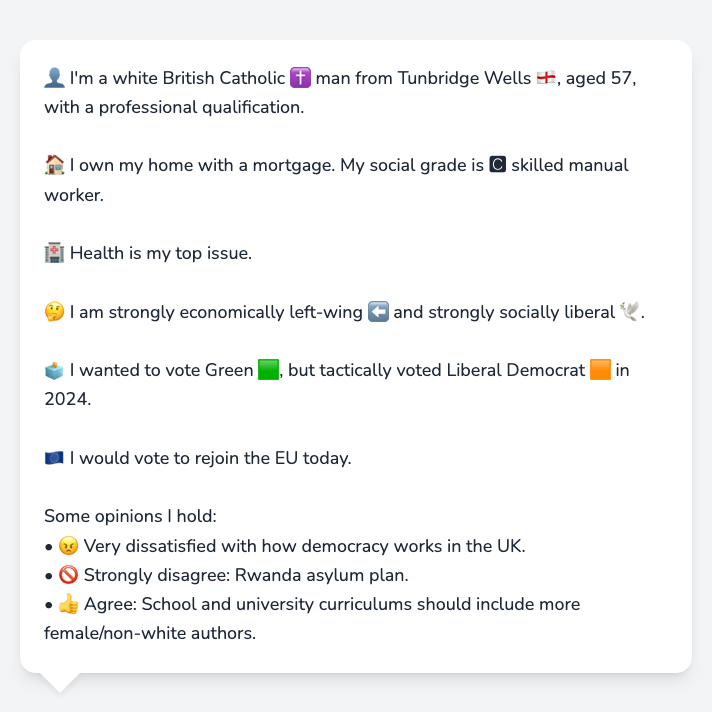 👤 I'm a white British Catholic ✝️ man from Tunbridge Wells 🏴󠁧󠁢󠁥󠁮󠁧󠁿, aged 57,
with a professional qualification.
🏠 I own my home with a mortgage. My social grade is 🅲 skilled manual
worker.
🏥 Health is my top issue.
🤔 I am strongly economically left-wing ⬅️ and strongly socially liberal 🕊️.
🗳️ I wanted to vote Green 🟩, but tactically voted Liberal Democrat 🟧 in
2024.
🇪🇺 I would vote to rejoin the EU today.
Some opinions I hold:
• 😠 Very dissatisfied with how democracy works in the UK.
• 🚫 Strongly disagree: Rwanda asylum plan.
• 👍 Agree: School and university curriculums should include more
female/non-white authors.